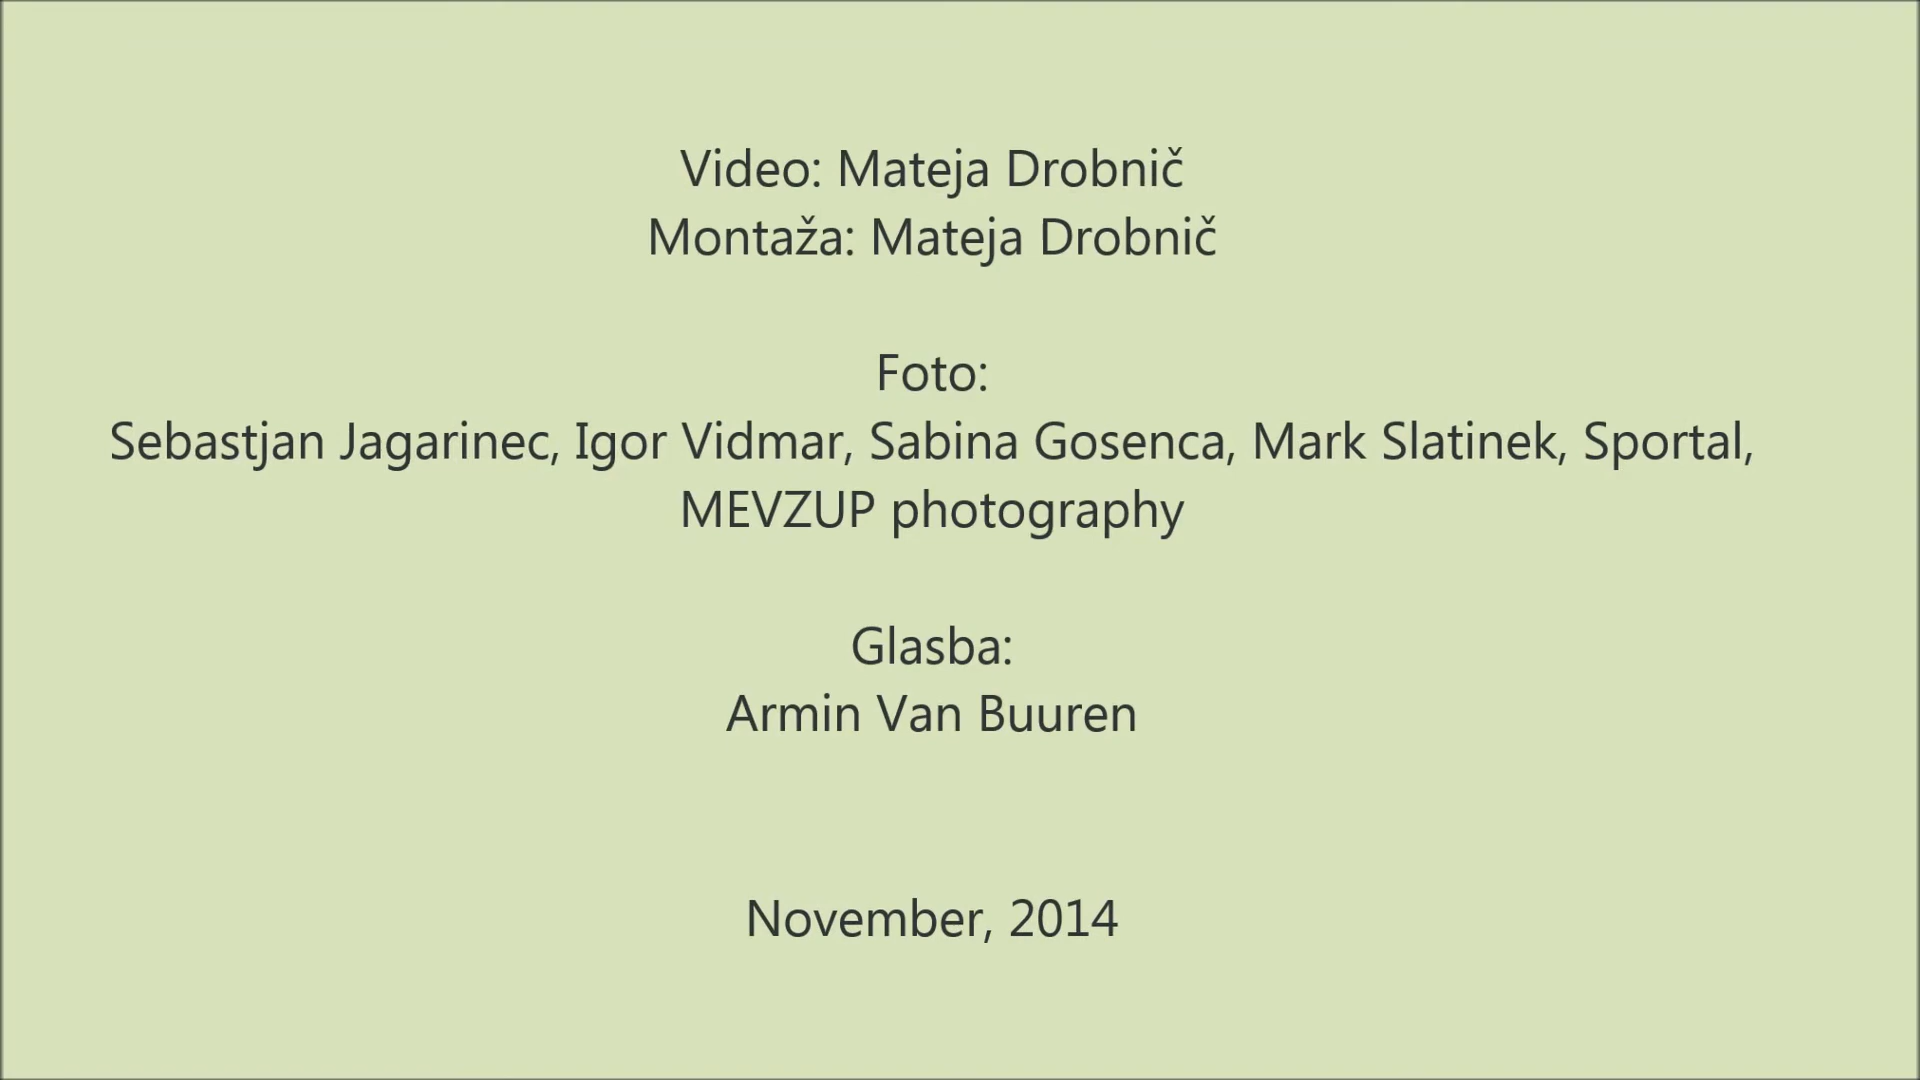 Video: Mateja Drobnič
Montaža: Mateja Drobnič
Foto:
Sebastjan Jagarinec, Igor Vidmar, Sabina Gosenca, Mark Slatinek, Sportal,
MEVZUP photography
Glasba:
Armin Van Buuren
November, 2014